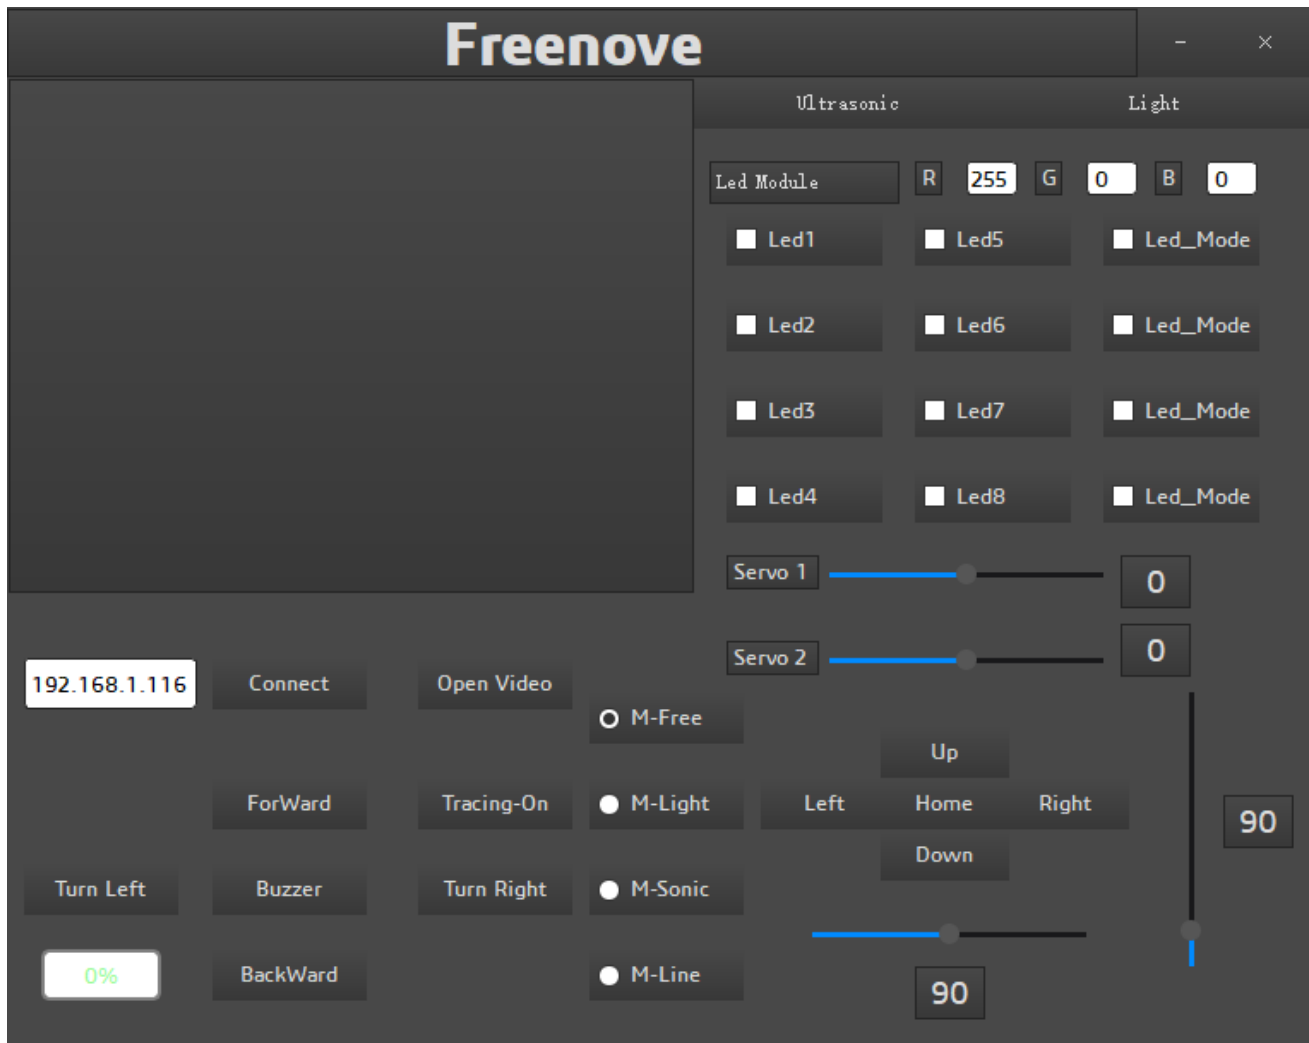 Freenove
Ultrasonic Light
Led Module R 255 G 0 B 0
Led1 Led5 Led_Mode
Led2 Led6 Led_Mode
Led3 Led7 Led_Mode
Led4 Led8 Led_Mode
Servo 1 0
Servo 2 0
192.168.1.116 Connect Open Video
M-Free
Up
ForWard Tracing-On M-Light Left Home Right
90
Down
Turn Left Buzzer Turn Right M-Sonic
0% BackWard M-Line
90